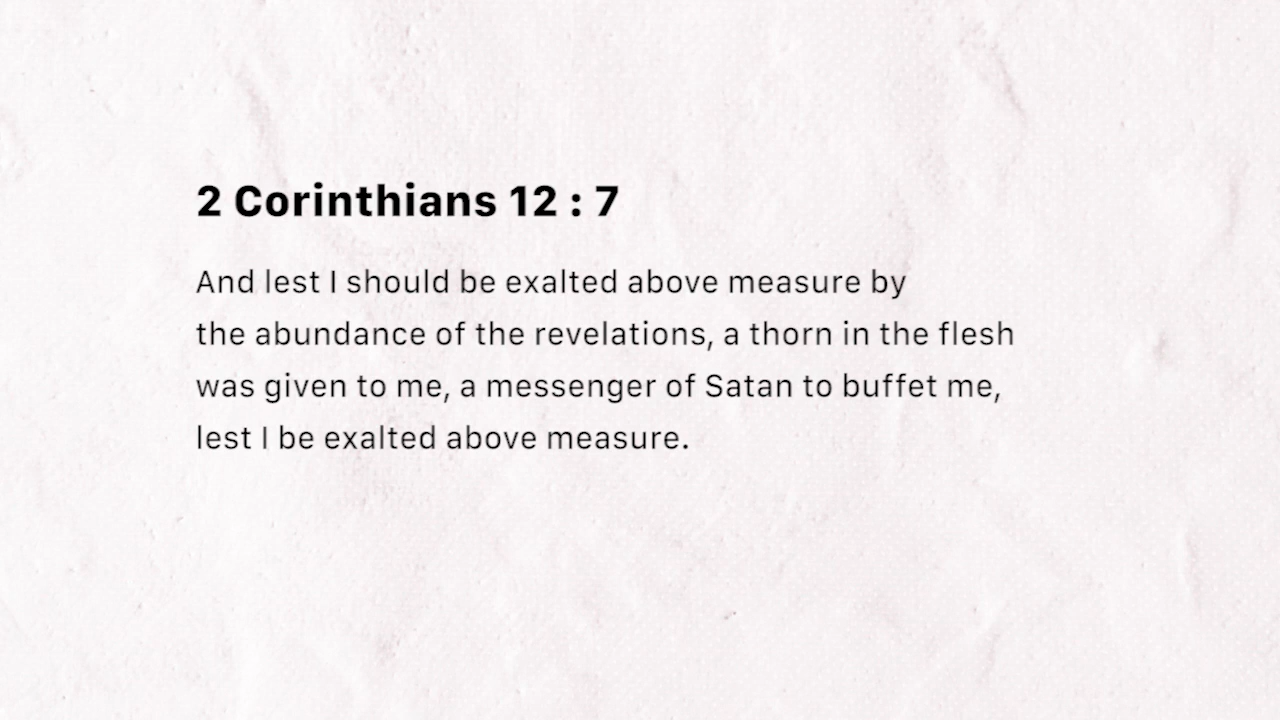 2 Corinthians 12 : 7
And lest I should be exalted above measure by
the abundance of the revelations, a thorn in the flesh
was given to me, a messenger of Satan to buffet me,
lest I be exalted above measure.